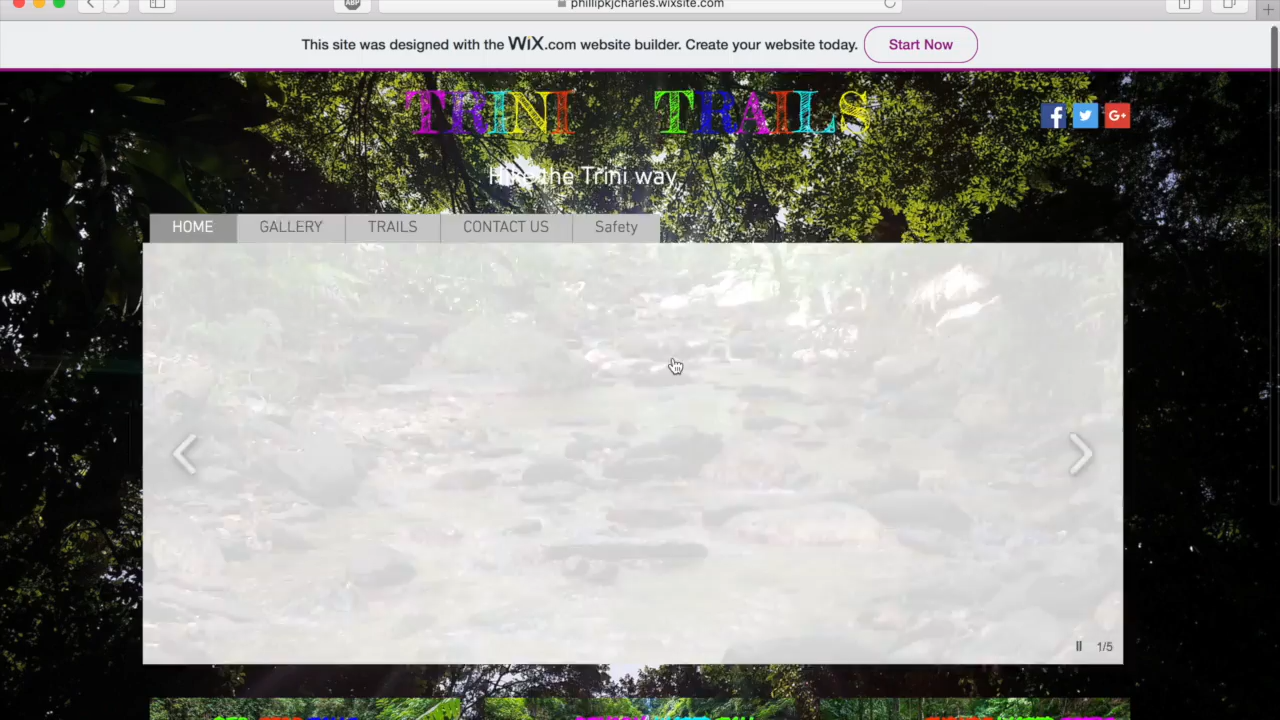 phillipkjcharles.wixsite.com
ABP
This site was designed with the WiX.com website builder. Create your website today. Start Now
TRINI TRAILS
f G+
Hike the Trini way
HOME GALLERY TRAILS CONTACT US Safety
1/5